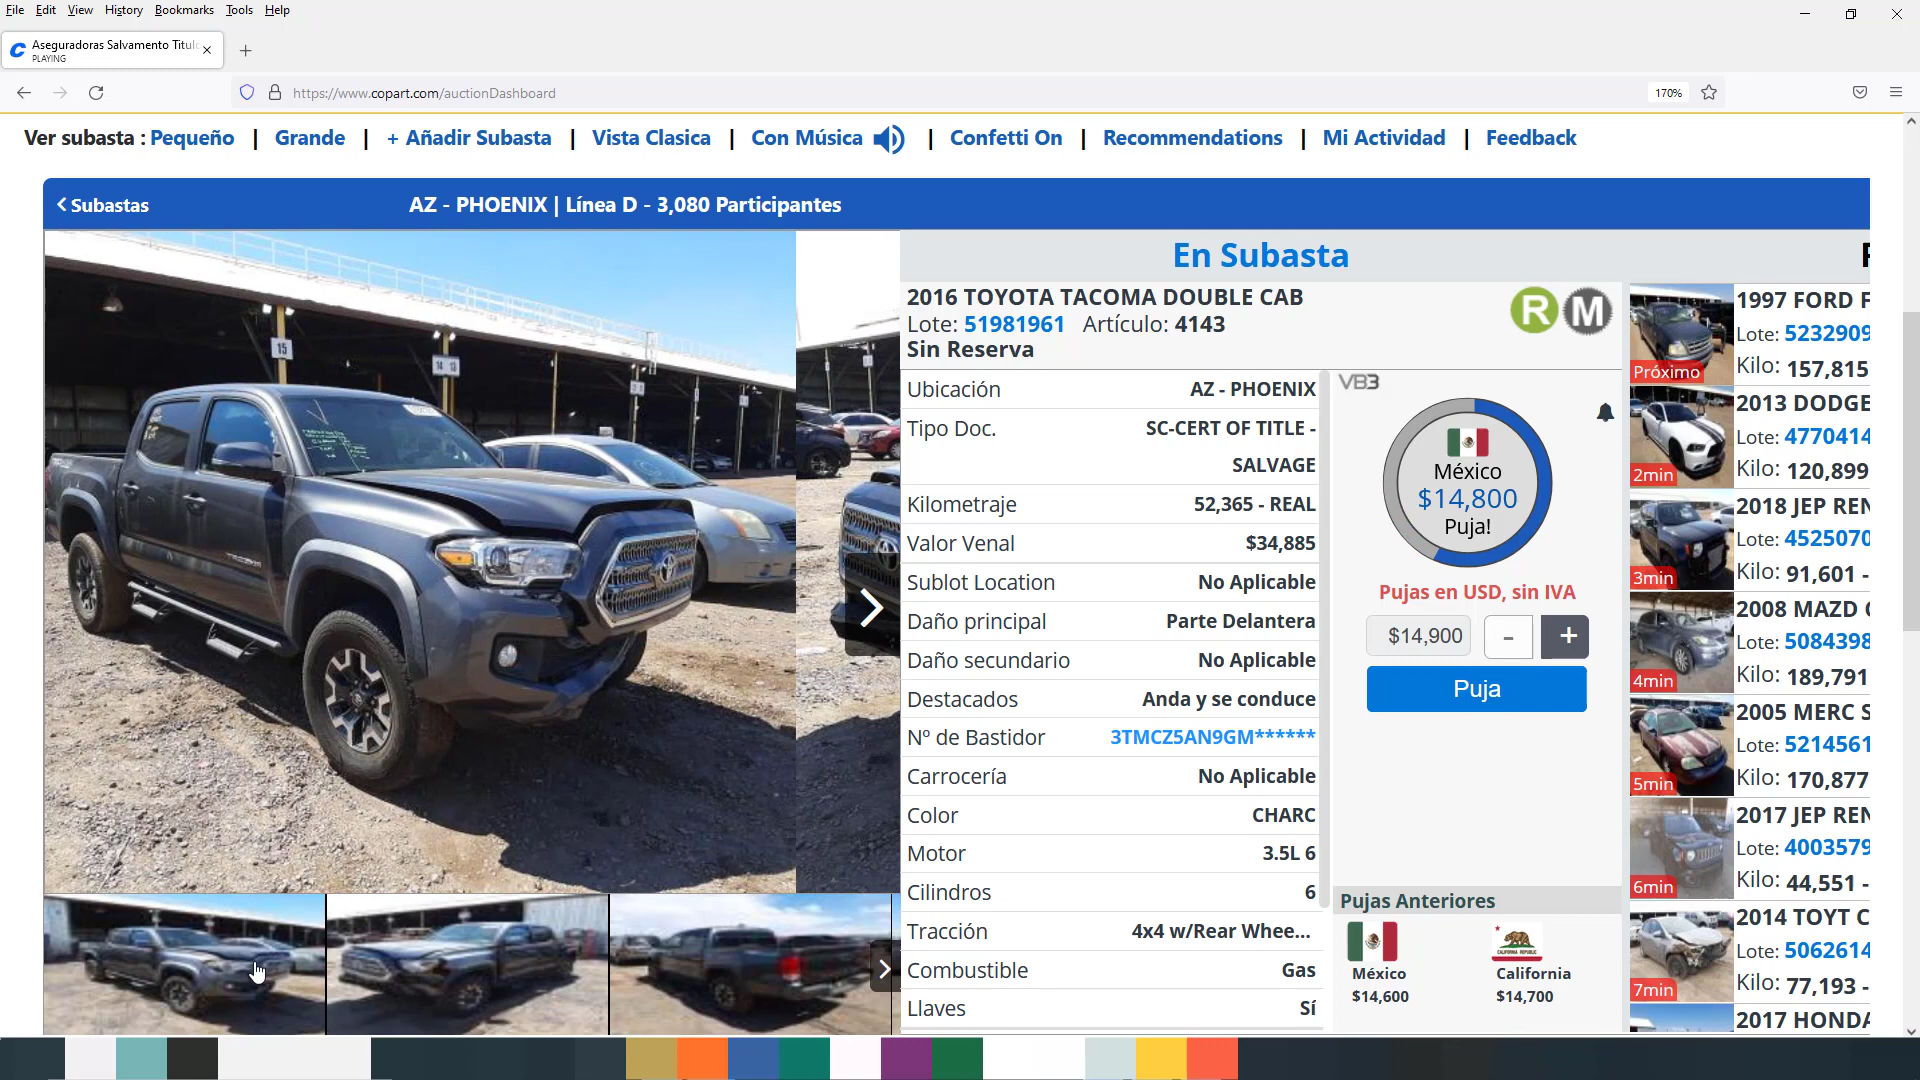 File Edit View History Bookmarks Tools Help
Aseguradoras Salvamento Titulo
PLAYING
https://www.copart.com/auctionDashboard
170%
Ver subasta : Pequeño | Grande | + Añadir Subasta | Vista Clasica | Con Música | Confetti On | Recommendations | Mi Actividad | Feedback
Subastas
AZ - PHOENIX | Línea D - 3,080 Participantes
15
En Subasta
2016 TOYOTA TACOMA DOUBLE CAB
Lote: 51981961 Artículo: 4143
Sin Reserva
R M
Ubicación AZ - PHOENIX
Tipo Doc. SC-CERT OF TITLE -
SALVAGE
Kilometraje 52,365 - REAL
Valor Venal $34,885
Sublot Location No Aplicable
Daño principal Parte Delantera
Daño secundario No Aplicable
Destacados Anda y se conduce
Nº de Bastidor 3TMCZ5AN9GM******
Carrocería No Aplicable
Color CHARC
Motor 3.5L 6
Cilindros 6
Tracción 4x4 w/Rear Whee...
Combustible Gas
Llaves Sí
VB3
México
$14,800
Puja!
Pujas en USD, sin IVA
$14,900 - +
Puja
Pujas Anteriores
México
$14,600
California
$14,700
1997 FORD F
Lote: 5232909
Kilo: 157,815
Próximo
2013 DODGE
Lote: 4770414
Kilo: 120,899
2min
2018 JEP REN
Lote: 4525070
Kilo: 91,601 -
3min
2008 MAZD
Lote: 5084398
Kilo: 189,791
4min
2005 MERC S
Lote: 5214561
Kilo: 170,877
5min
2017 JEP REN
Lote: 4003579
Kilo: 44,551 -
6min
2014 TOYT C
Lote: 5062614
Kilo: 77,193 -
7min
2017 HONDA